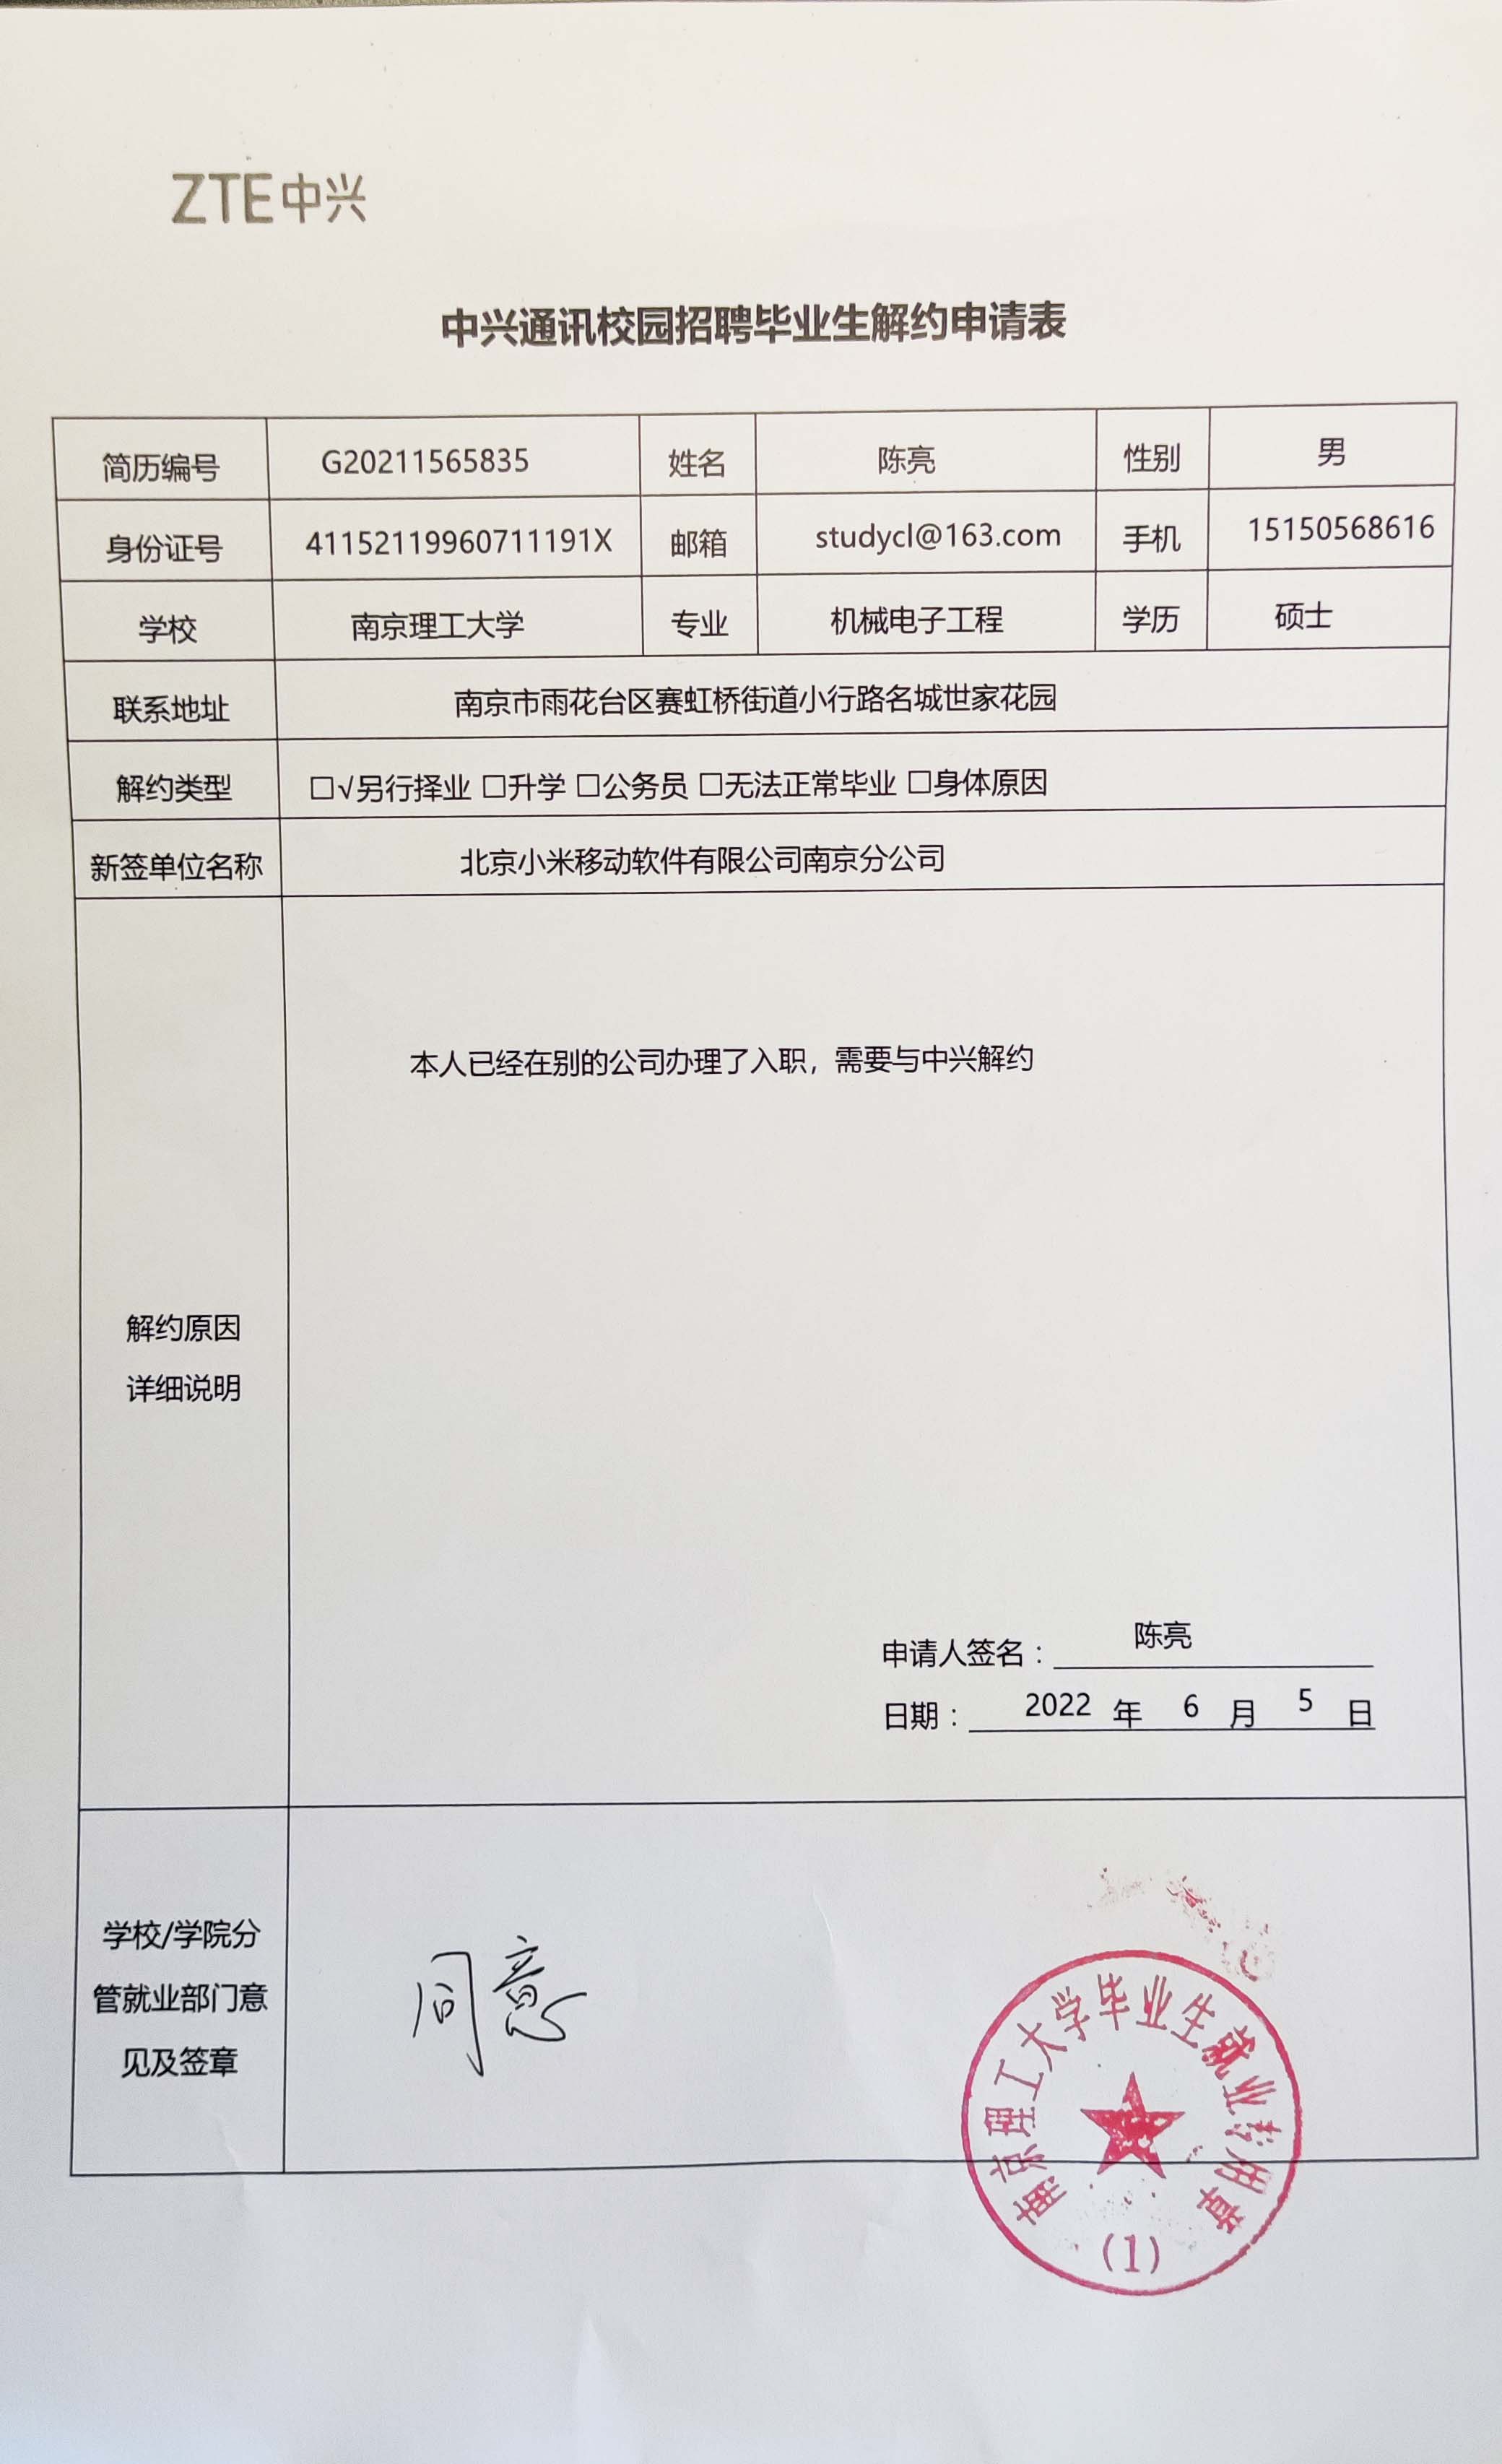 ZTE中兴
中兴通讯校园招聘毕业生解约申请表
简历编号 G20211565835 姓名 陈亮 性别 男
身份证号 41152119960711191X 邮箱 studycl@163.com 手机 15150568616
学校 南京理工大学 专业 机械电子工程 学历 硕士
联系地址 南京市雨花台区赛虹桥街道小行路名城世家花园
解约类型 □√另行择业 □升学 □公务员 □无法正常毕业 □身体原因
新签单位名称 北京小米移动软件有限公司南京分公司
本人已经在别的公司办理了入职，需要与中兴解约
解约原因
详细说明
申请人签名：陈亮
日期：2022 年 6 月 5 日
学校/学院分
管就业部门意
见及签章
同意
南京理工大学毕业生就业专用章
(1)